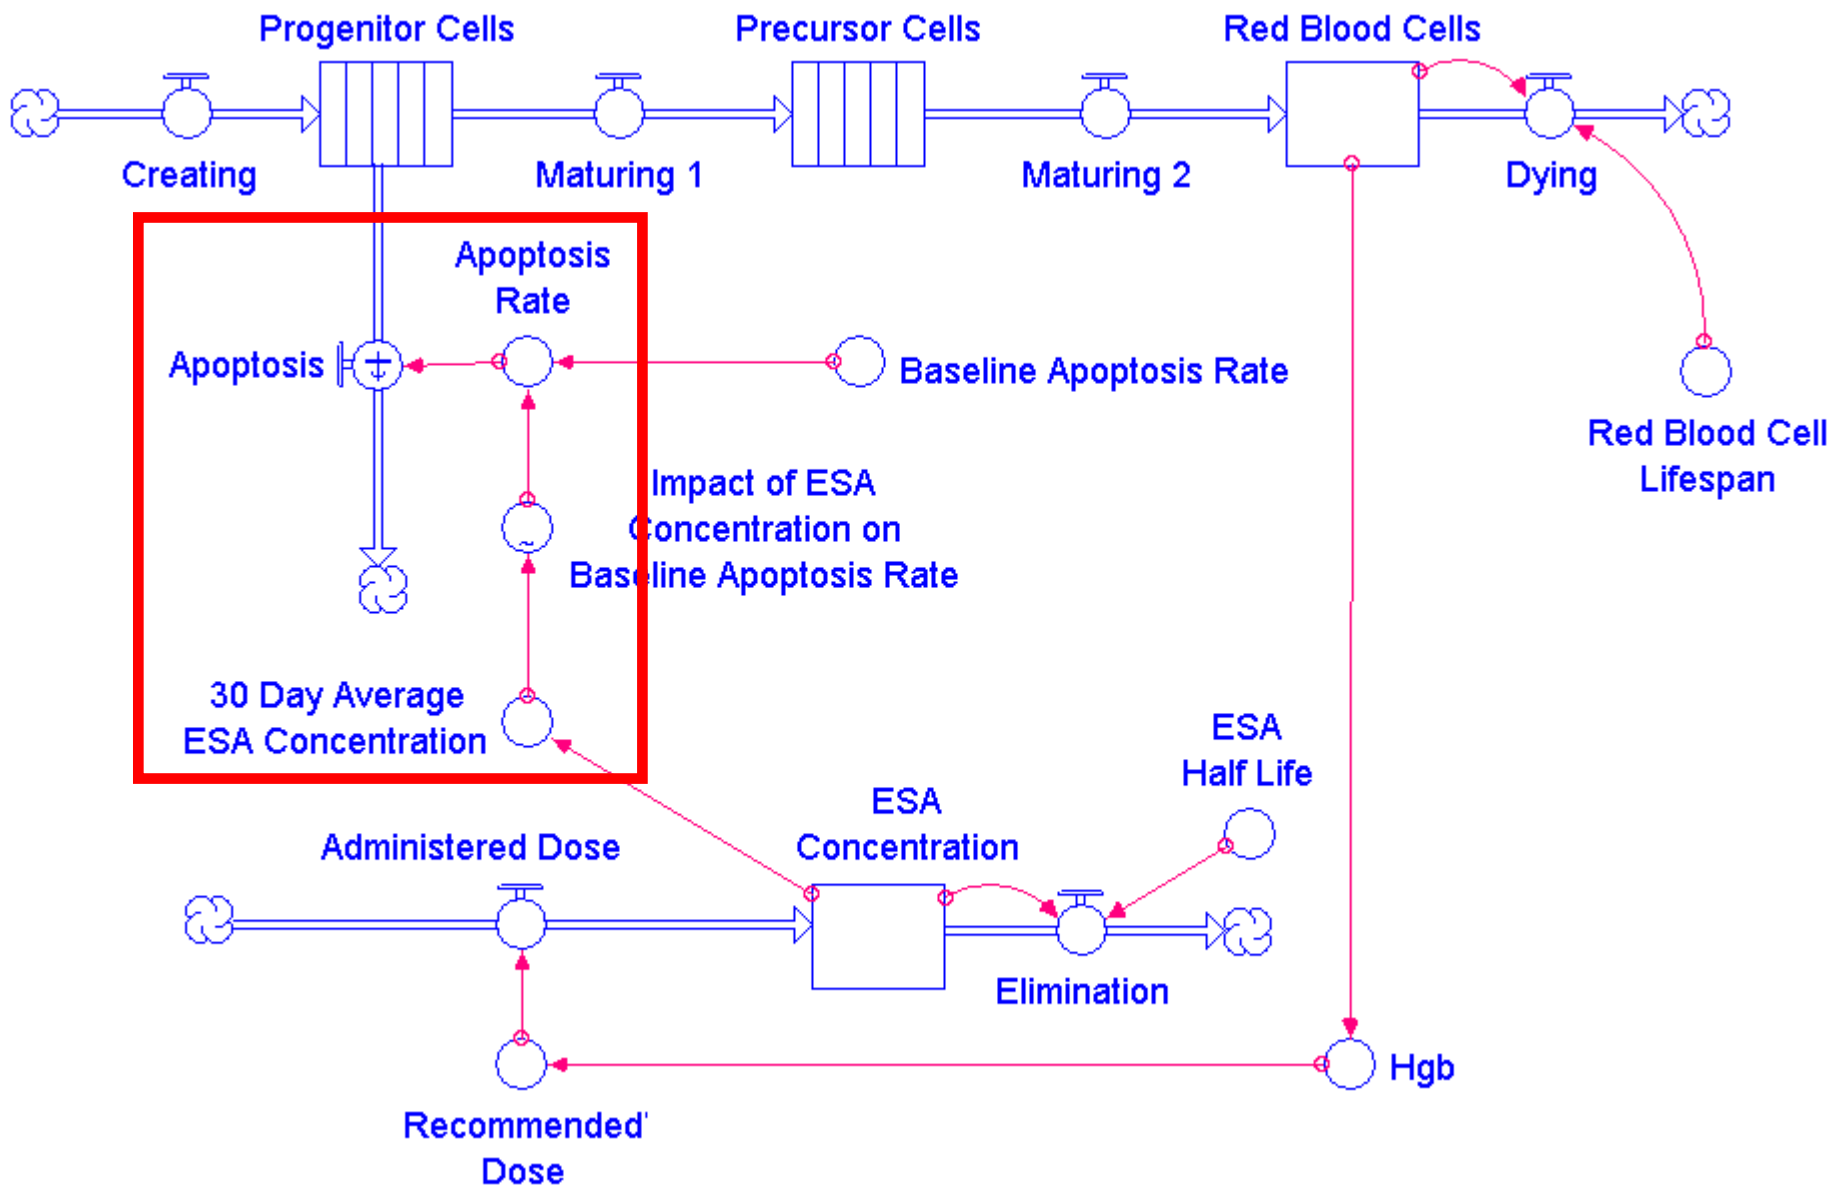 Progenitor Cells
Precursor Cells
Red Blood Cells
Creating
Maturing 1
Maturing 2
Dying
Apoptosis
Rate
Apoptosis
Baseline Apoptosis Rate
Red Blood Cell
Lifespan
Impact of ESA
Concentration on
Baseline Apoptosis Rate
30 Day Average
ESA Concentration
ESA
Half Life
ESA
Concentration
Administered Dose
Elimination
Hgb
Recommended'
Dose